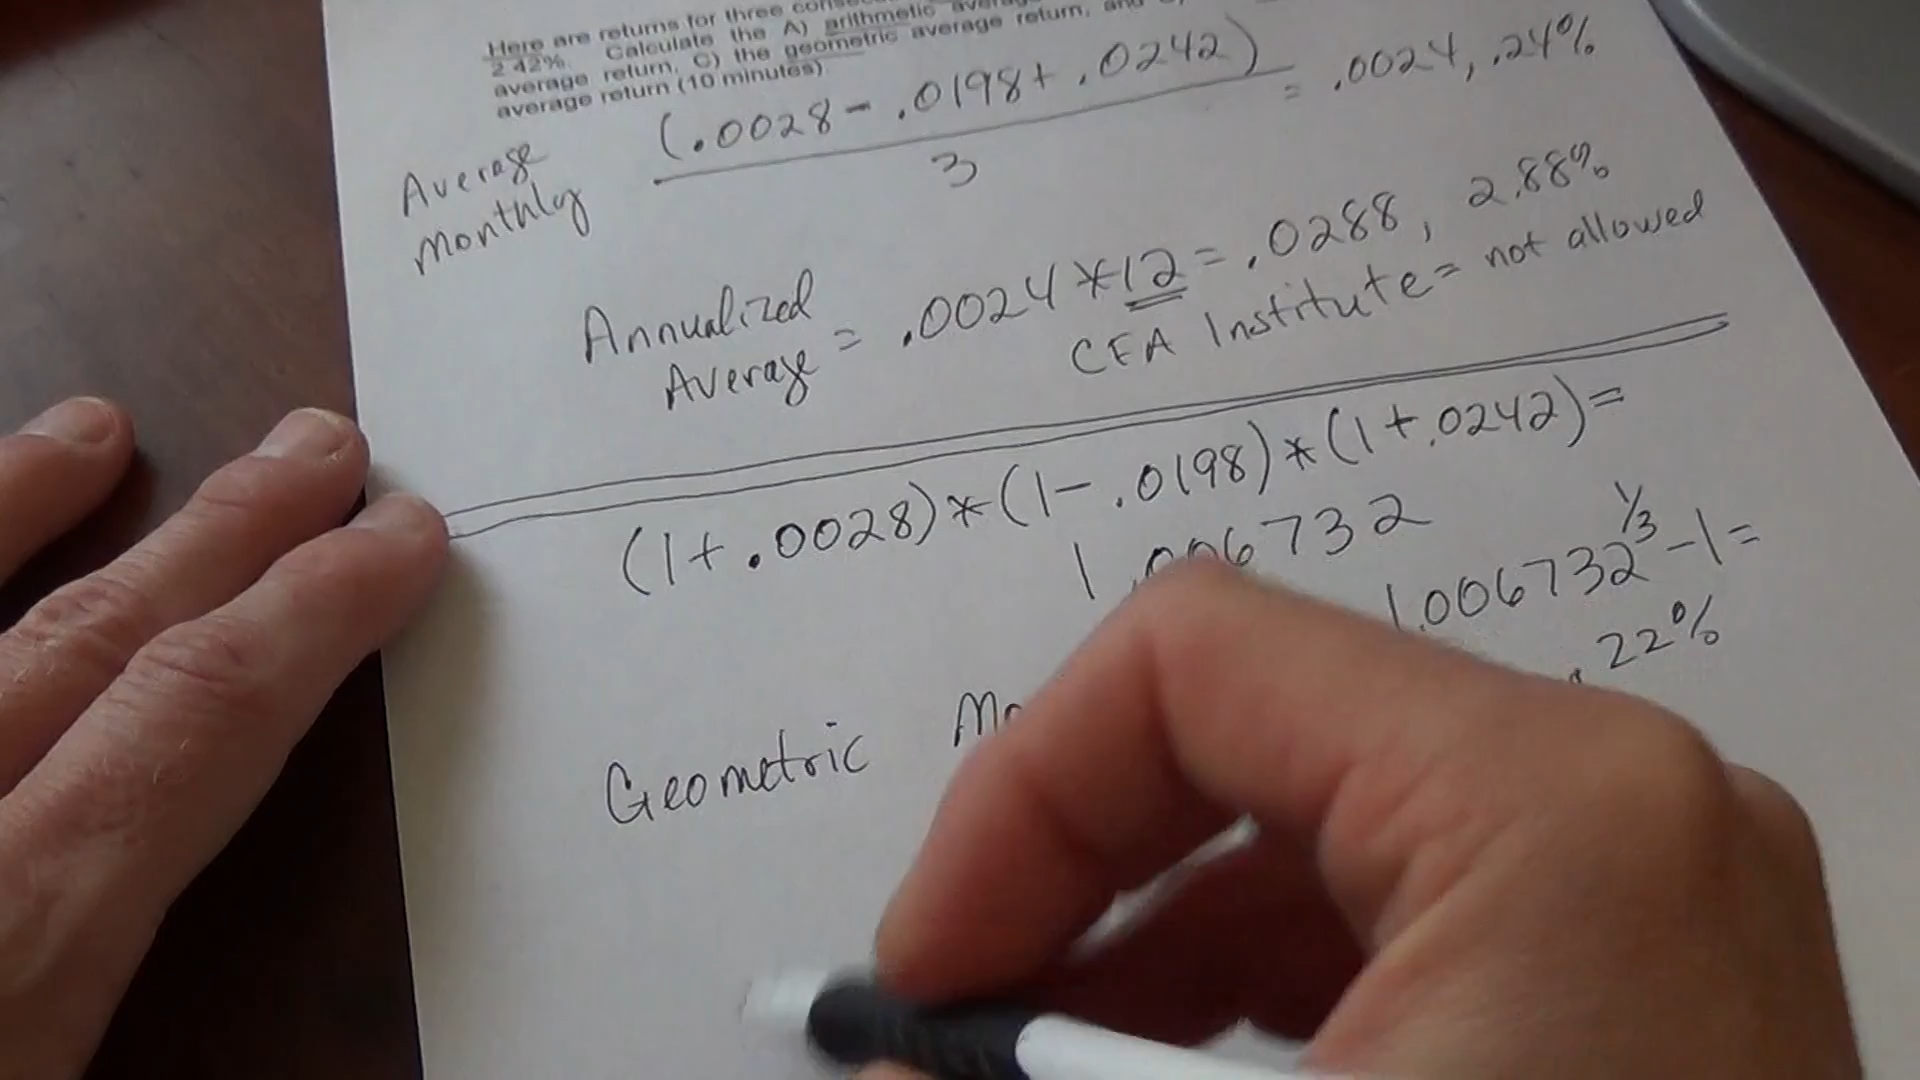 Here are returns for three
2.42%. Calculate the A) arithmetic
average return, C) the geometric average return, and
average return (10 minutes).
(.0028 - .0198 + .0242)
= .0024, .24%
3
Average
monthly
Annualized
Average = .0024 * 12 = .0288, 2.88%
CFA Institute = not allowed
(1+.0028)*(1-.0198)*(1+.0242)=
1.006732
1.006732^1/3 -1 =
.22%
Geometric